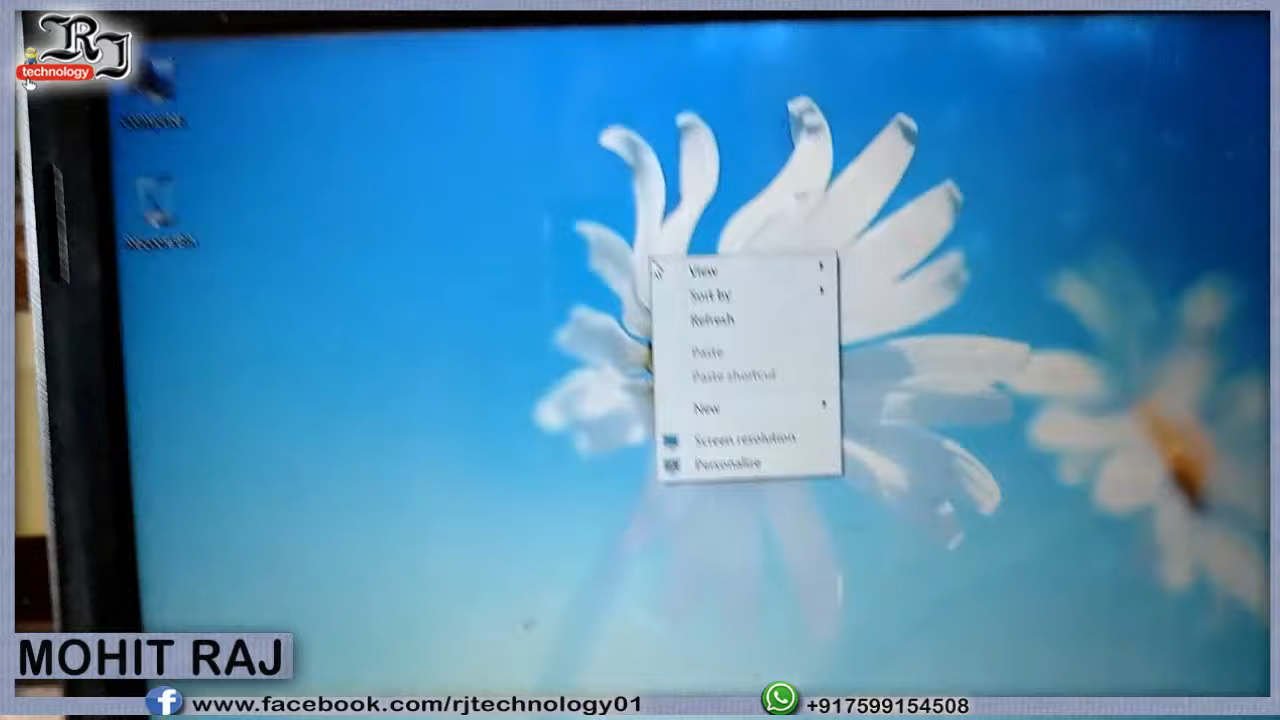 RJ
technology
View
Sort by
Refresh
Paste
Paste shortcut
New
Screen resolution
Personalize
MOHIT RAJ
www.facebook.com/rjtechnology01
+917599154508